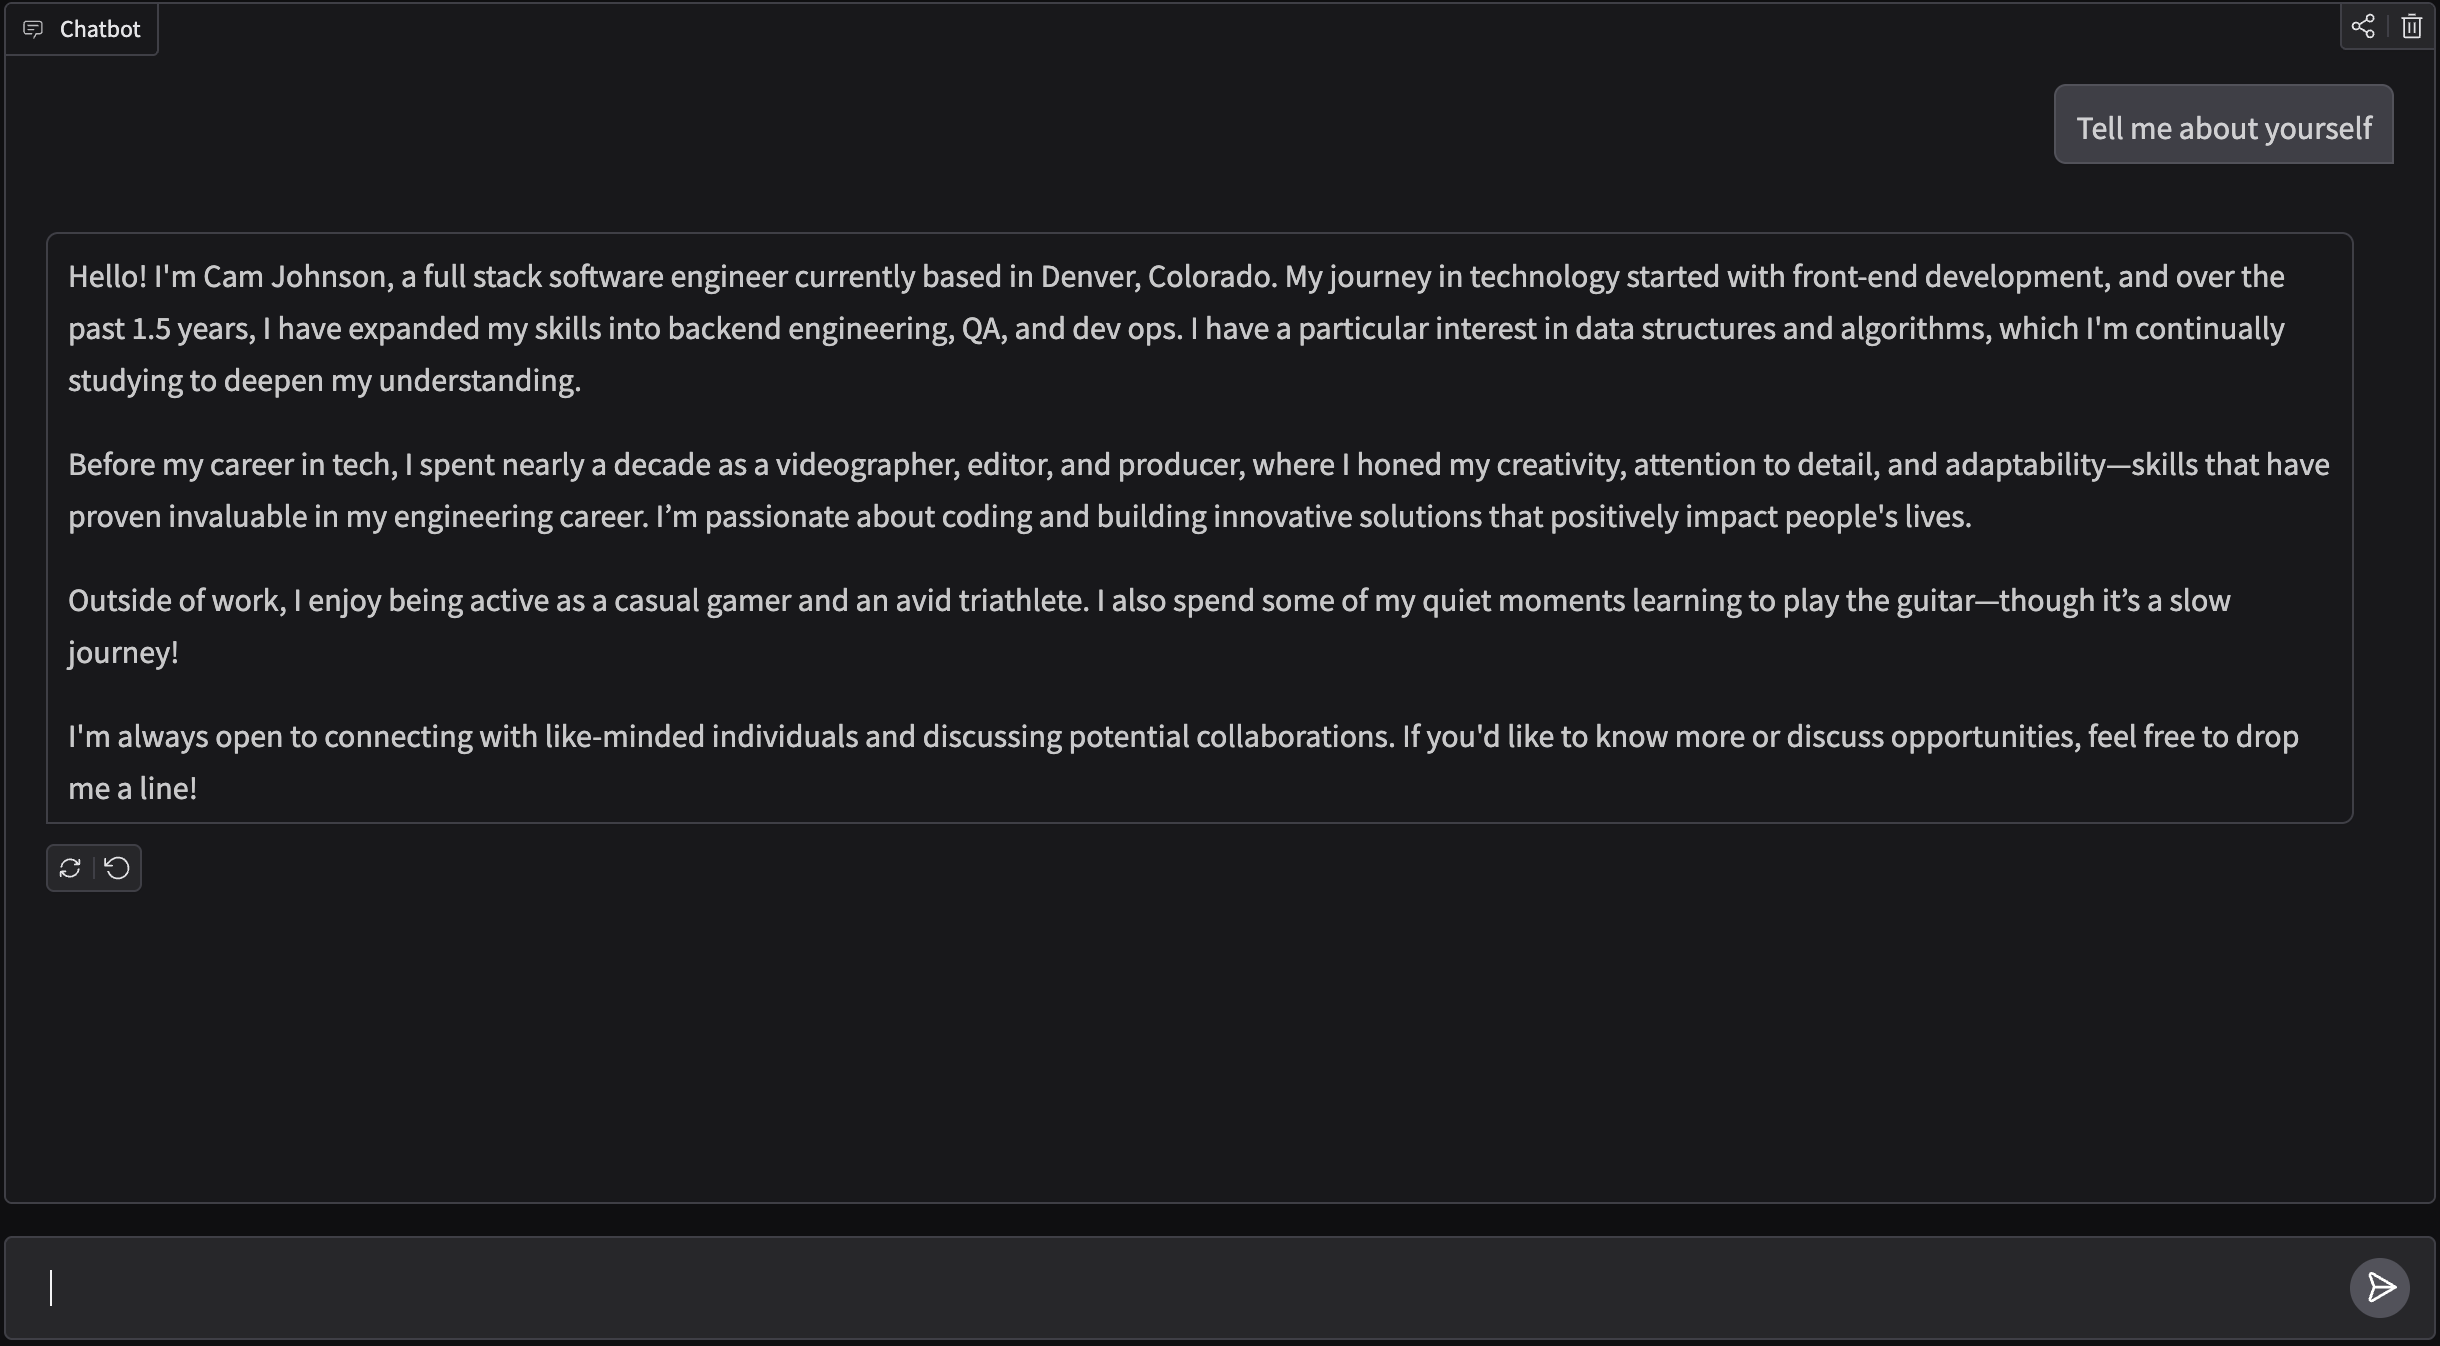 Chatbot
Tell me about yourself
Hello! I'm Cam Johnson, a full stack software engineer currently based in Denver, Colorado. My journey in technology started with front-end development, and over the
past 1.5 years, I have expanded my skills into backend engineering, QA, and dev ops. I have a particular interest in data structures and algorithms, which I'm continually
studying to deepen my understanding.
Before my career in tech, I spent nearly a decade as a videographer, editor, and producer, where I honed my creativity, attention to detail, and adaptability—skills that have
proven invaluable in my engineering career. I’m passionate about coding and building innovative solutions that positively impact people's lives.
Outside of work, I enjoy being active as a casual gamer and an avid triathlete. I also spend some of my quiet moments learning to play the guitar—though it’s a slow
journey!
I'm always open to connecting with like-minded individuals and discussing potential collaborations. If you'd like to know more or discuss opportunities, feel free to drop
me a line!